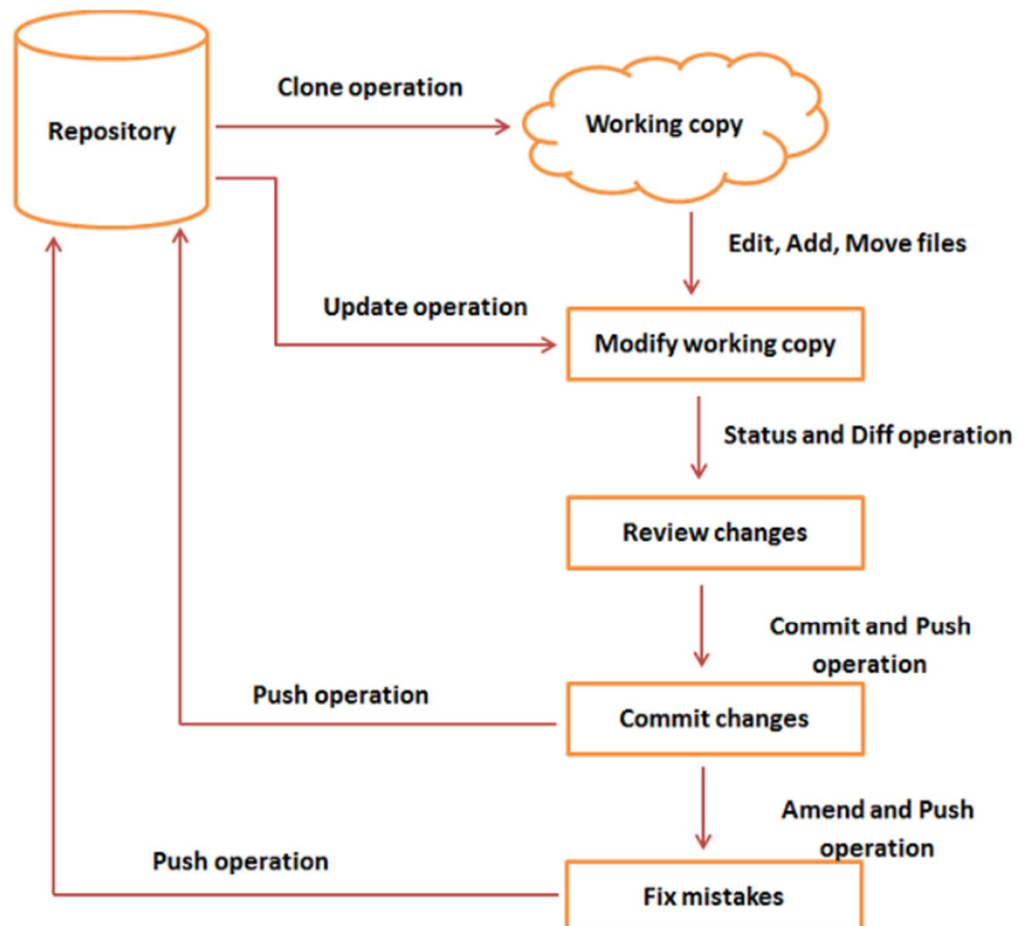 Clone operation
Repository
Working copy
Edit, Add, Move files
Update operation
Modify working copy
Status and Diff operation
Review changes
Commit and Push
operation
Push operation
Commit changes
Amend and Push
operation
Push operation
Fix mistakes